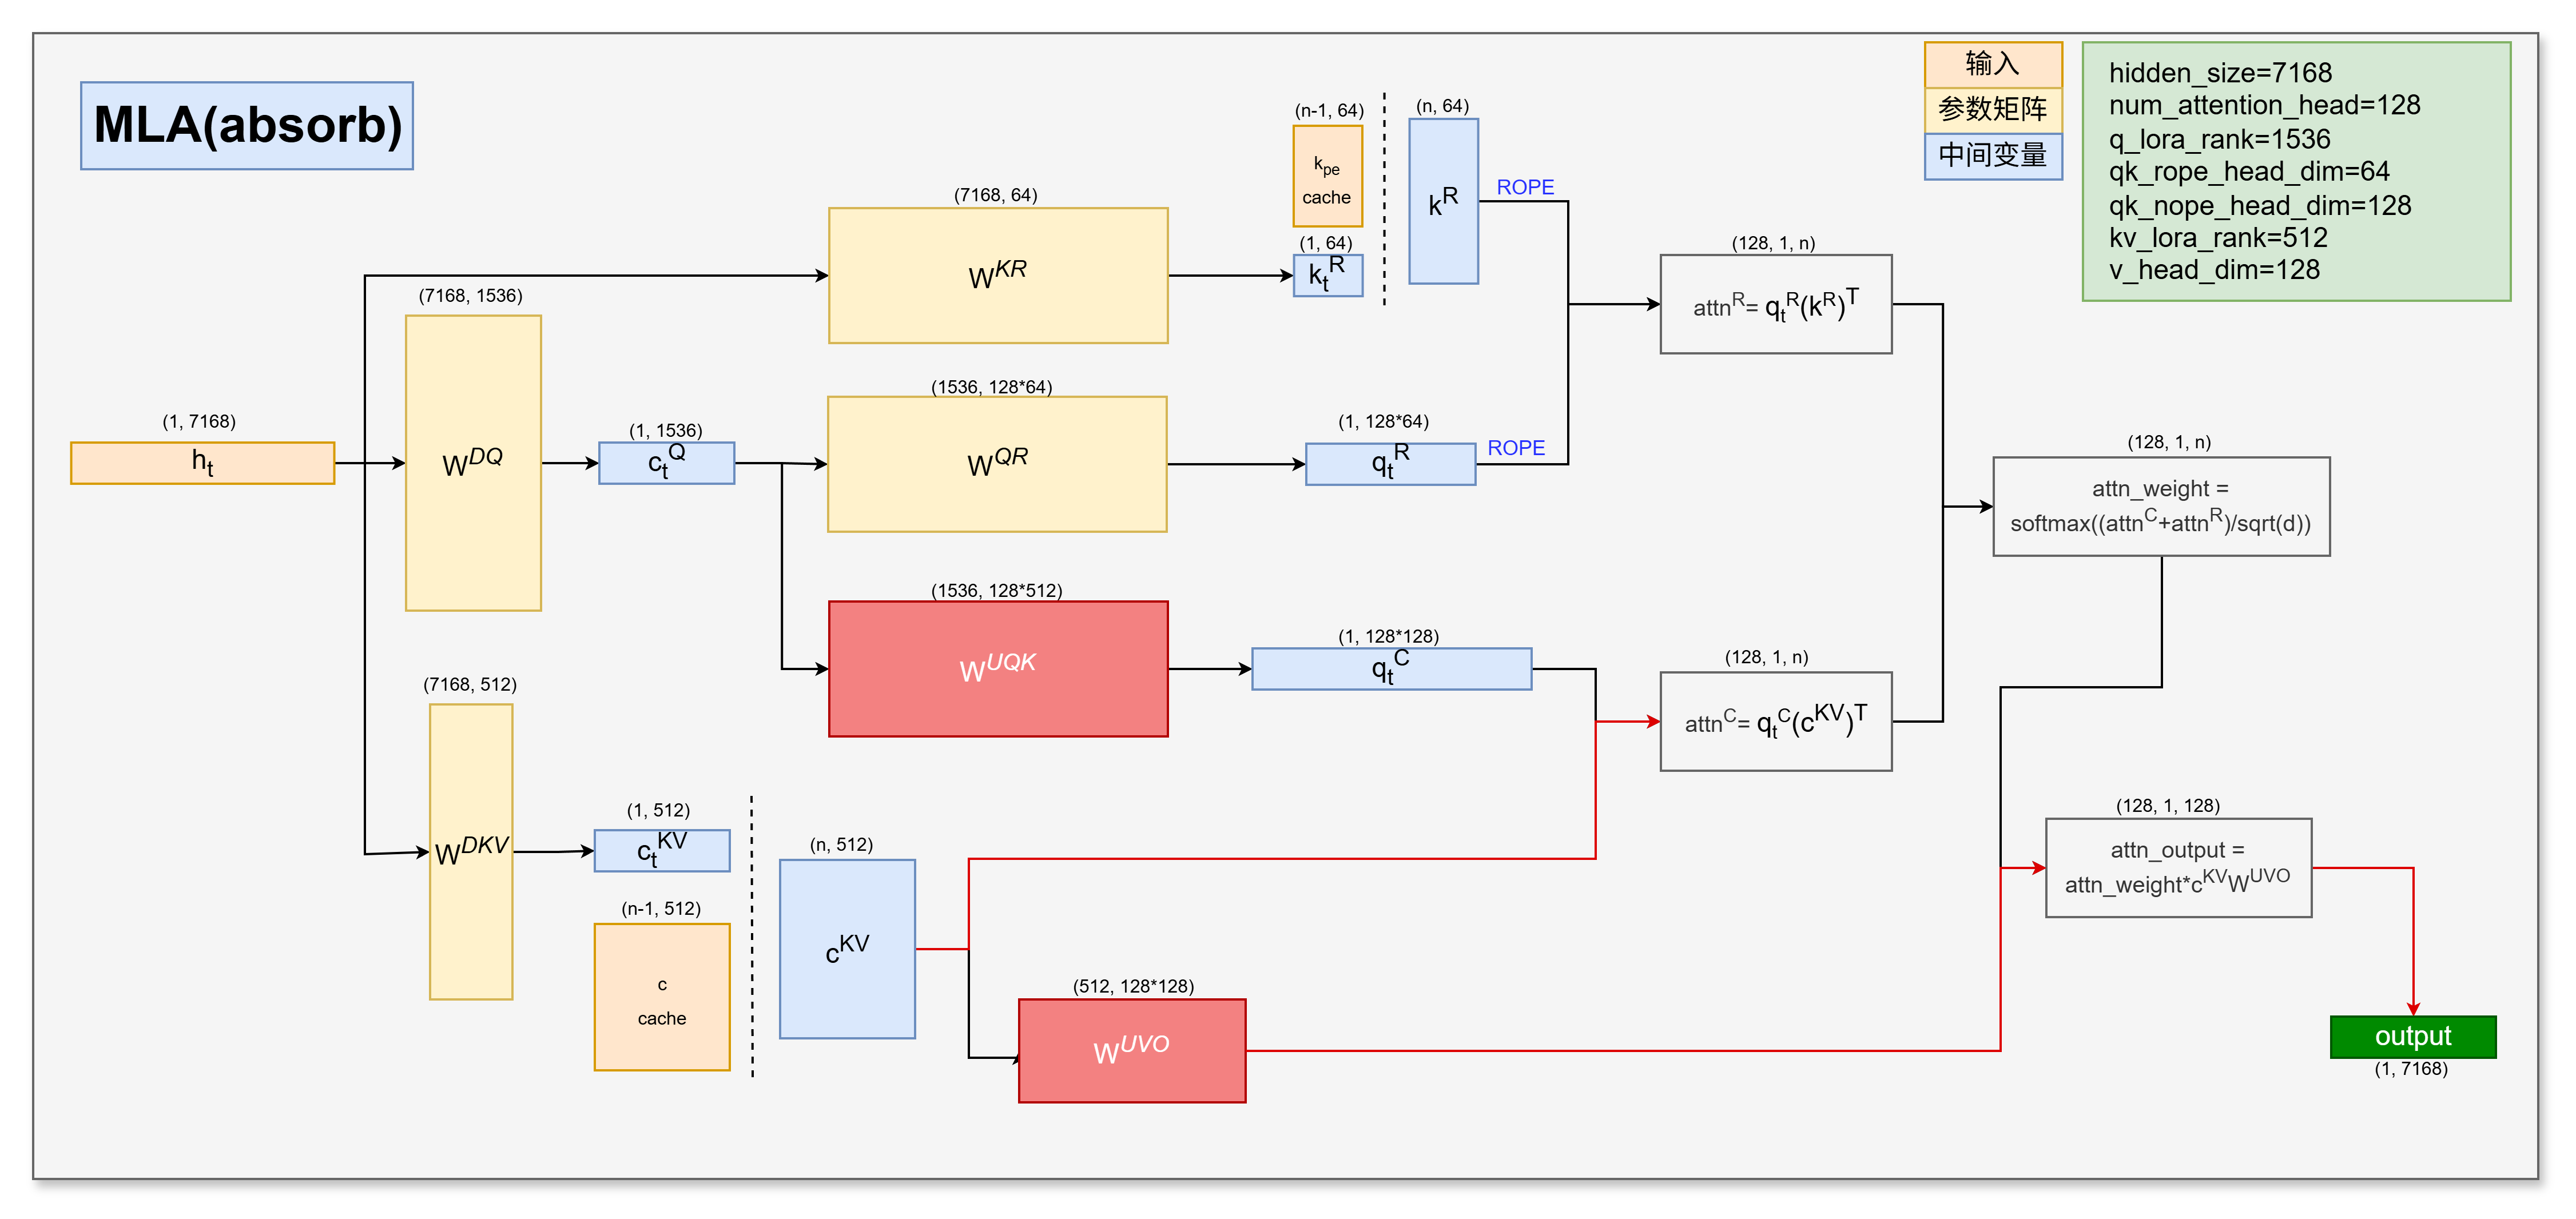 MLA(absorb)
输入
参数矩阵
中间变量
hidden_size=7168
num_attention_head=128
q_lora_rank=1536
qk_rope_head_dim=64
qk_nope_head_dim=128
kv_lora_rank=512
v_head_dim=128
(n-1, 64)
k_pe
cache
(n, 64)
k^R
ROPE
(7168, 64)
W^KR
(1, 64)
k_t^R
(128, 1, n)
attn^R= q_t^R(k^R)^T
(7168, 1536)
W^DQ
(1, 7168)
h_t
(1, 1536)
c_t^Q
(1536, 128*64)
W^QR
(1, 128*64)
q_t^R
ROPE
(128, 1, n)
attn_weight =
softmax((attn^C+attn^R)/sqrt(d))
(1536, 128*512)
W^UQK
(1, 128*128)
q_t^C
(128, 1, n)
attn^C= q_t^C(c^KV)^T
(7168, 512)
W^DKV
(1, 512)
c_t^KV
(n-1, 512)
c
cache
(n, 512)
c^KV
(512, 128*128)
W^UVO
(128, 1, 128)
attn_output =
attn_weight*c^KVW^UVO
output
(1, 7168)